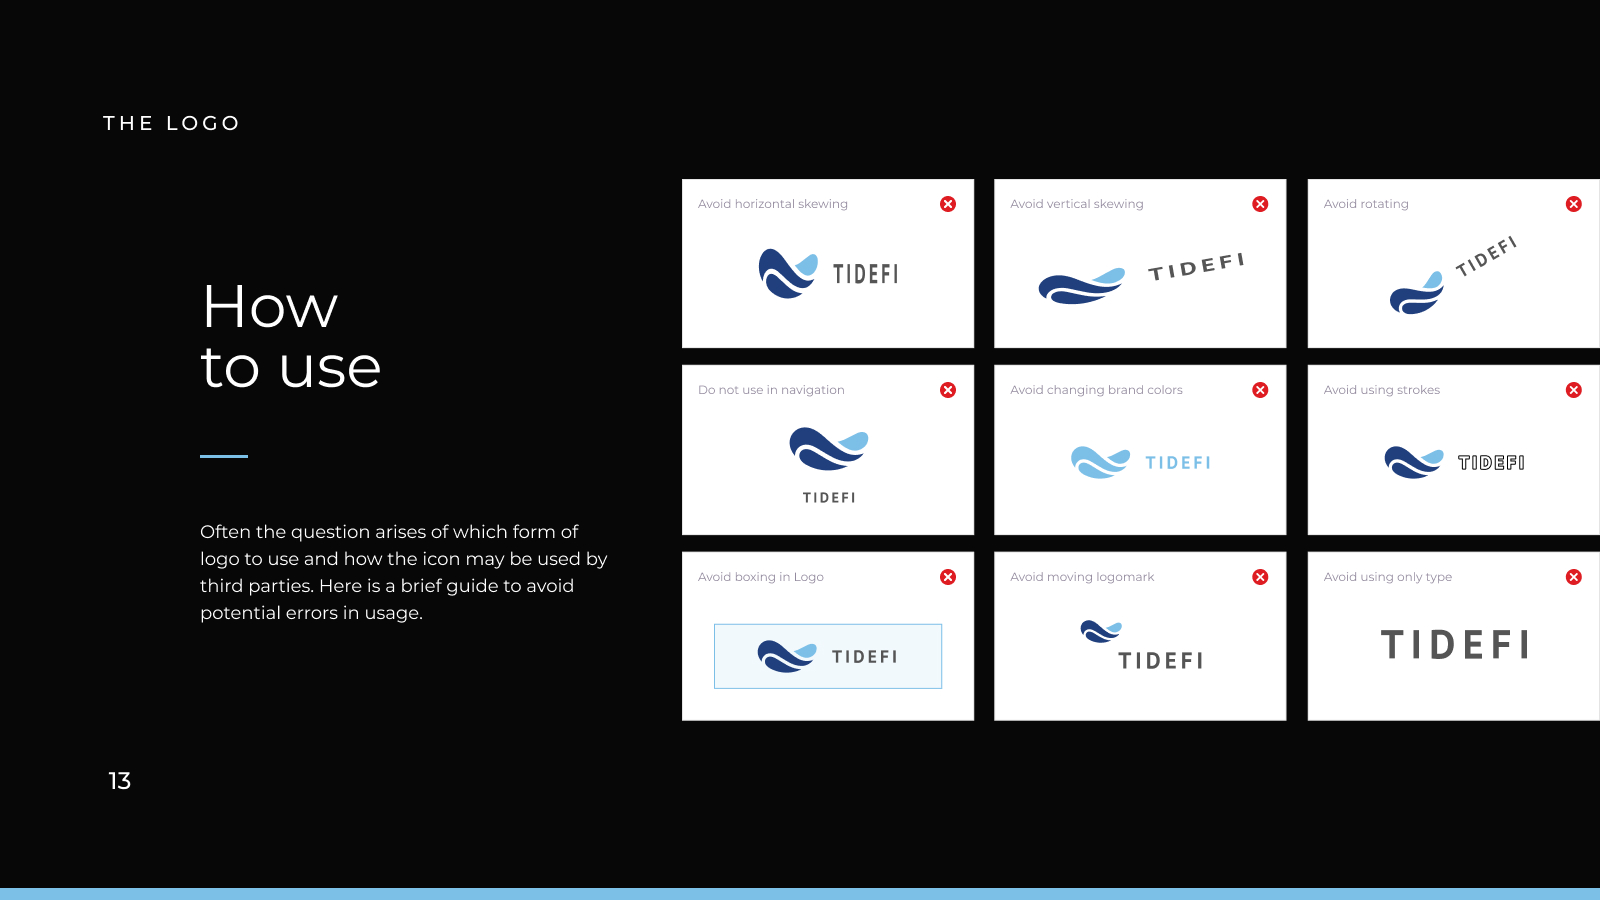 THE LOGO
How
to use
Often the question arises of which form of
logo to use and how the icon may be used by
third parties. Here is a brief guide to avoid
potential errors in usage.
13
Avoid horizontal skewing
TIDEFI
Avoid vertical skewing
TIDEFI
Avoid rotating
TIDEFI
Do not use in navigation
TIDEFI
Avoid changing brand colors
TIDEFI
Avoid using strokes
TIDEFI
Avoid boxing in Logo
TIDEFI
Avoid moving logomark
TIDEFI
Avoid using only type
TIDEFI